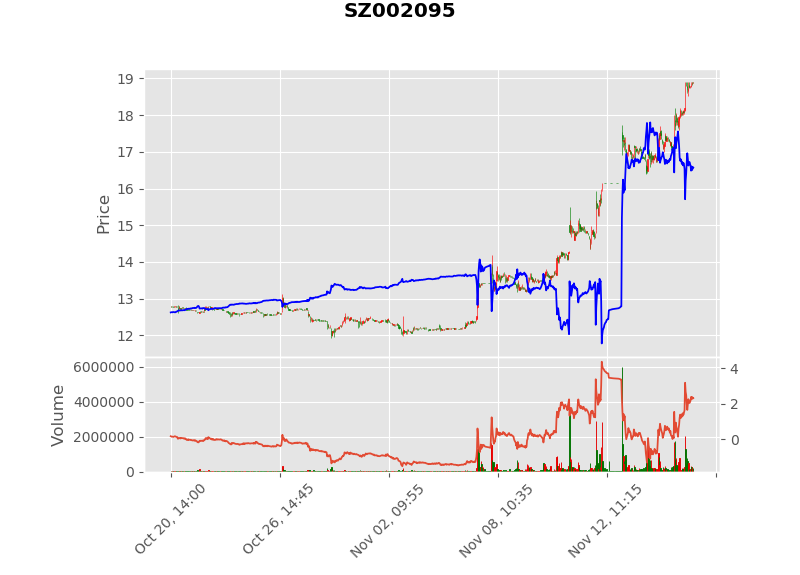 SZ002095
19
18
17
16
15
14
13
12
Price
6000000
4000000
2000000
0
Volume
4
2
0
Oct 20, 14:00
Oct 26, 14:45
Nov 02, 09:55
Nov 08, 10:35
Nov 12, 11:15